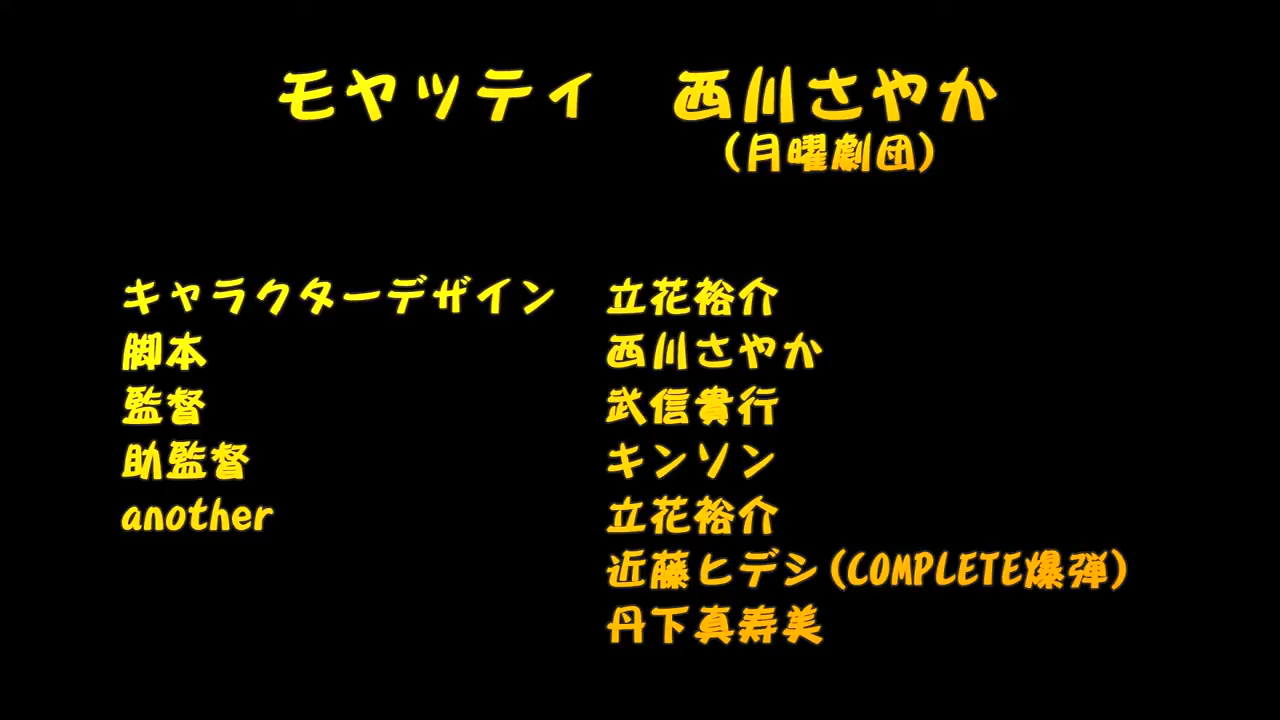 モヤッティ　西川さやか
(月曜劇団)
キャラクターデザイン　立花裕介
脚本　西川さやか
監督　武信貴行
助監督　キンソン
another　立花裕介
近藤ヒデシ(COMPLETE爆弾)
丹下真寿美